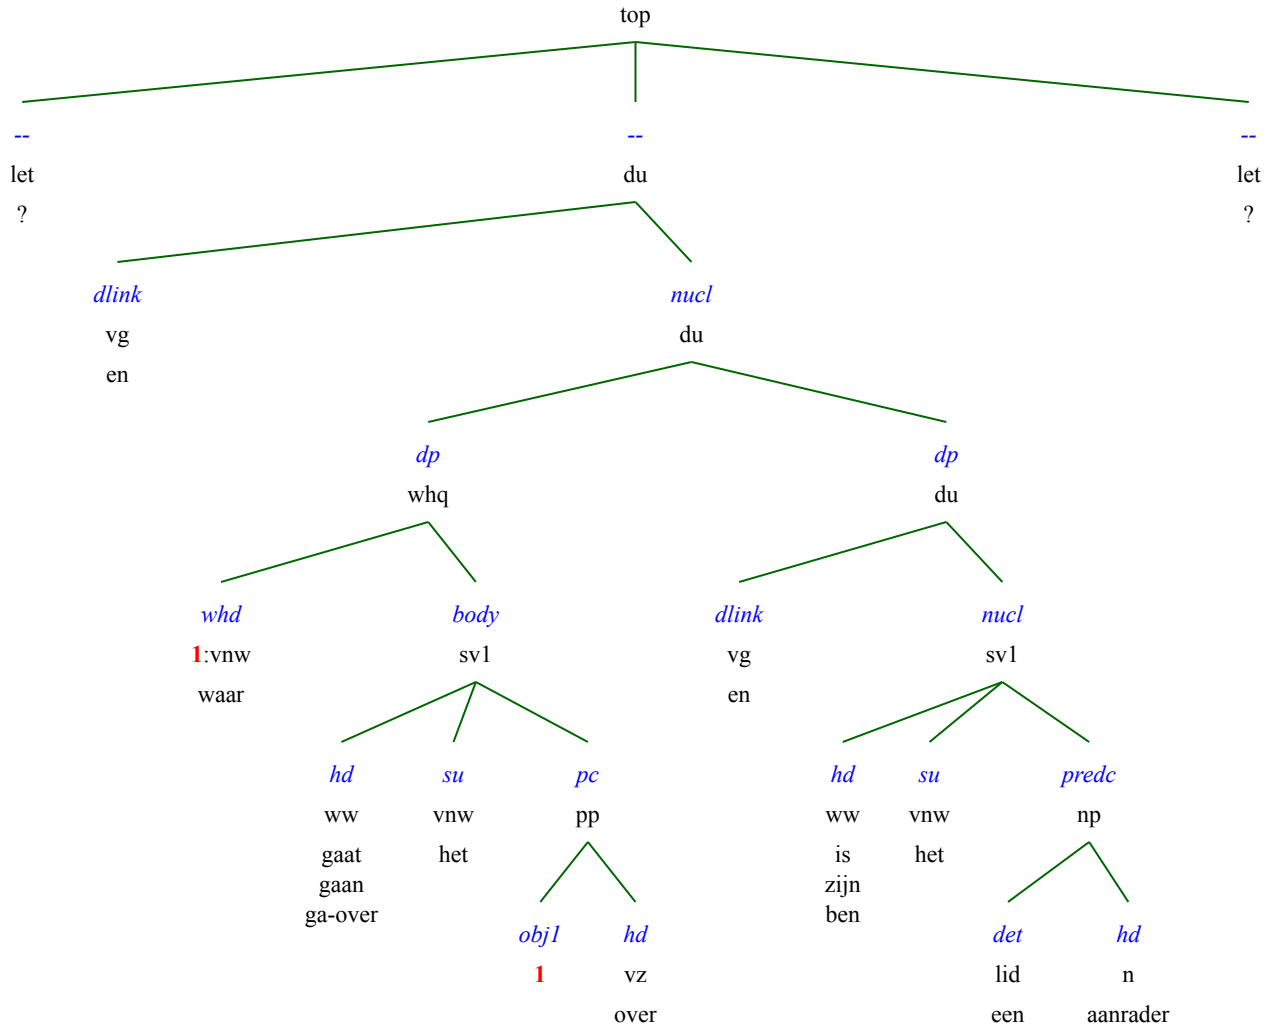 top
-- -- --
let du let
? ?
dlink nucl
vg du
en
dp dp
whq du
whd body dlink nucl
1:vnw sv1 vg sv1
waar en
hd su pc hd su predc
ww vnw pp ww vnw np
gaat het is het
gaan zijn
ga-over ben
obj1 hd det hd
1 vz lid n
over een aanrader